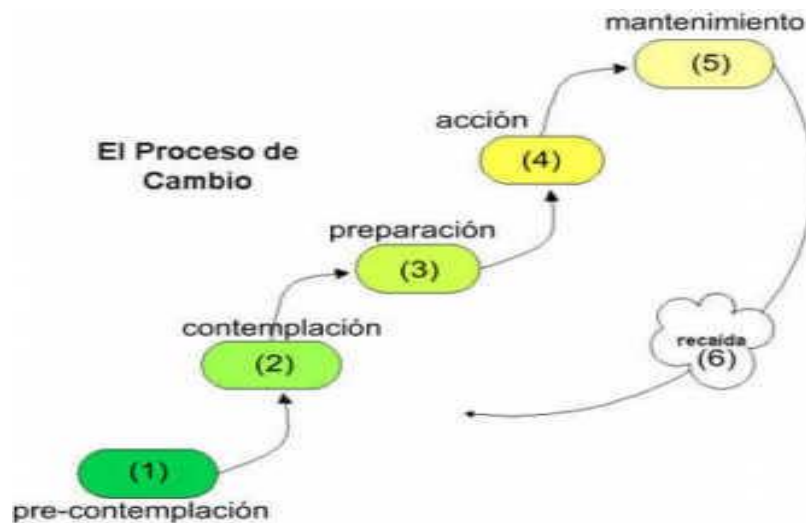 mantenimiento
(5)
acción
(4)
El Proceso de
Cambio
preparación
(3)
contemplación
(2)
recaída
(6)
(1)
pre-contemplación